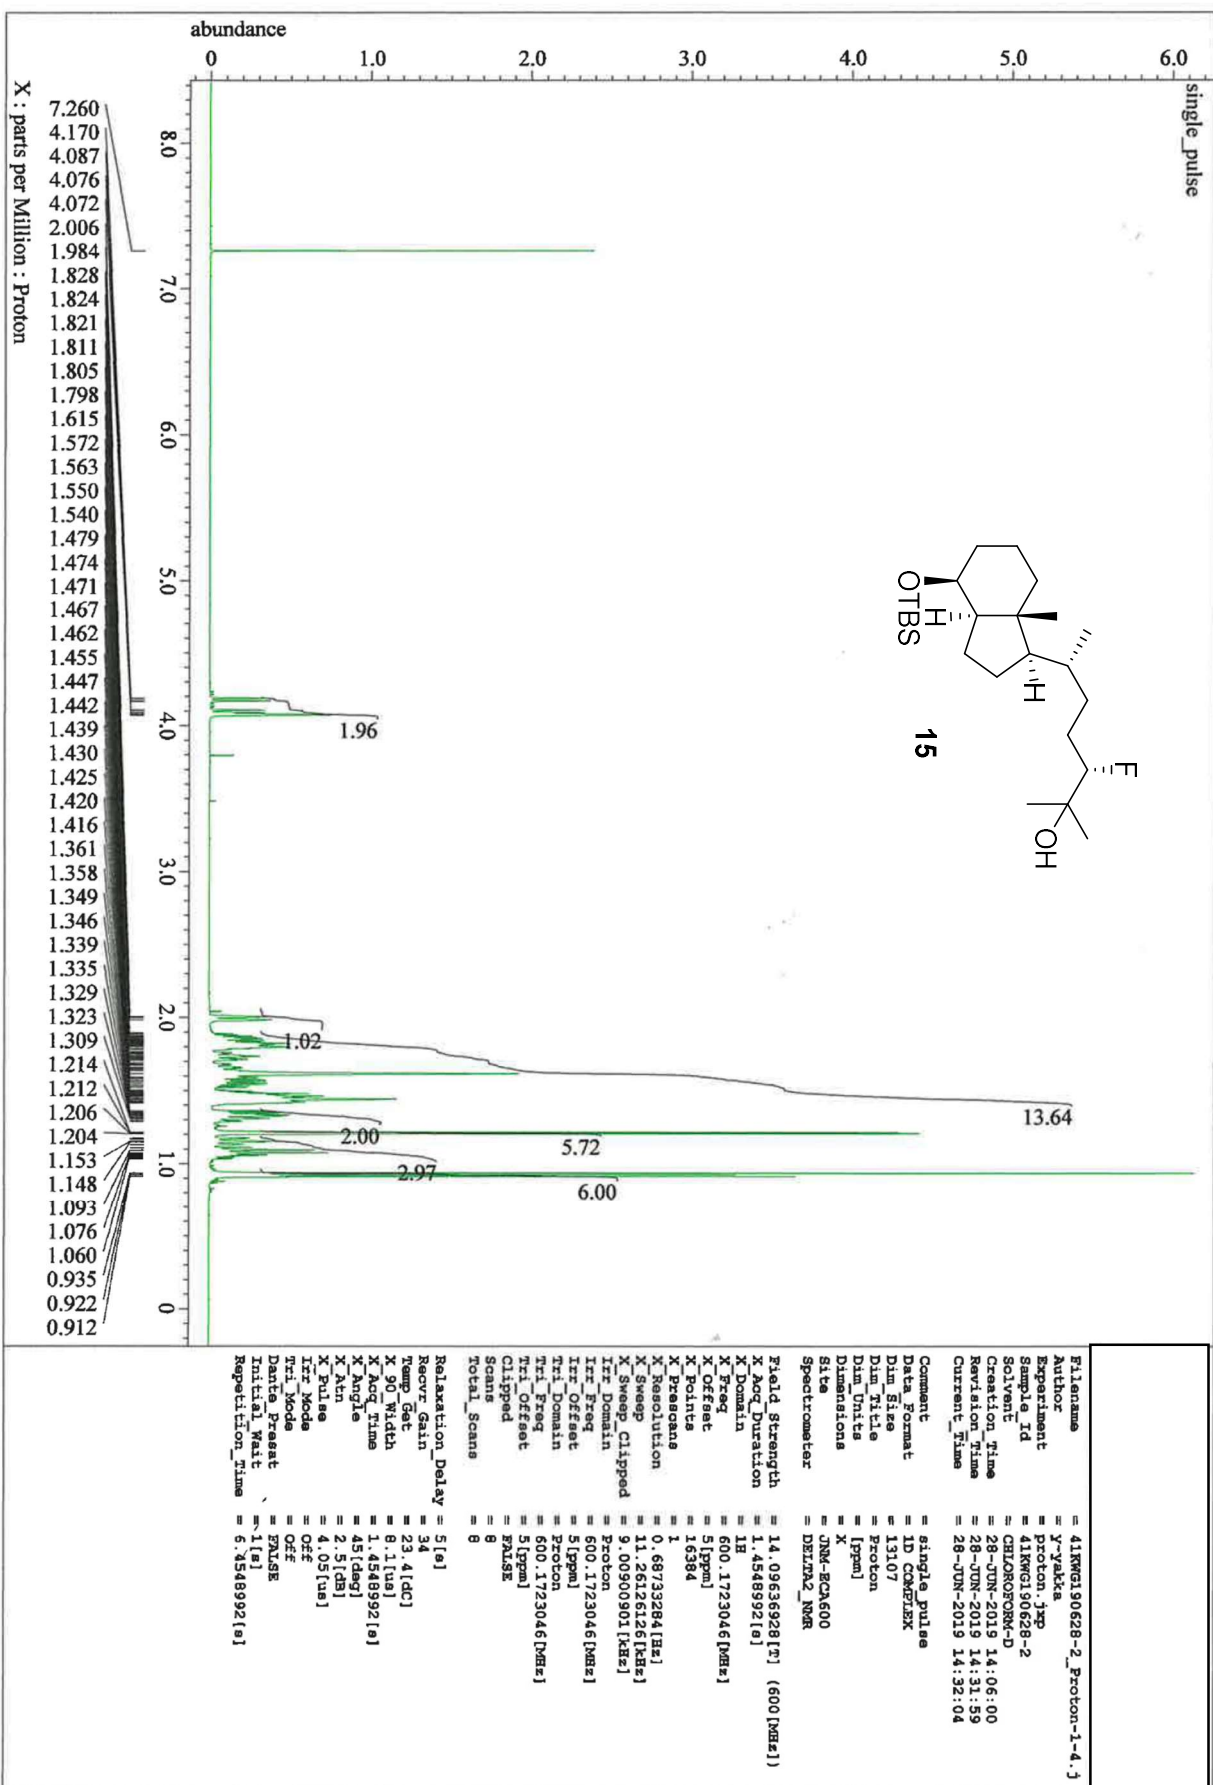 single_pulse
abundance
0 1.0 2.0 3.0 4.0 5.0 6.0
8.0 7.0 6.0 5.0 4.0 3.0 2.0 1.0 0
1.96
1.02
13.64
2.00
5.72
2.97
6.00
H
OTBS
H
F
OH
15
7.260
4.170
4.087
4.076
4.072
2.006
1.984
1.828
1.824
1.821
1.811
1.805
1.798
1.615
1.572
1.563
1.550
1.540
1.479
1.474
1.471
1.467
1.462
1.455
1.447
1.442
1.439
1.430
1.425
1.420
1.416
1.361
1.358
1.349
1.346
1.339
1.335
1.329
1.323
1.309
1.214
1.212
1.206
1.204
1.153
1.148
1.093
1.076
1.060
0.935
0.922
0.912
X : parts per Million : Proton
Filename = 41KWG190628-2_Proton-1-4.j
Author = y-yakka
Experiment = proton.jxp
Sample_Id = 41KWG190628-2
Solvent = CHLOROFORM-D
Creation_Time = 28-JUN-2019 14:06:00
Revision_Time = 28-JUN-2019 14:31:59
Current_Time = 28-JUN-2019 14:32:04
Comment = single_pulse
Data_Format = 1D COMPLEX
Dim_Size = 13107
Dim_Title = Proton
Dim_Units = [ppm]
Dimensions = X
Site = JNM-ECA600
Spectrometer = DELTA2_NMR
Field_Strength = 14.09636928[T] (600[MHz])
X_Acq_Duration = 1.4548992[s]
X_Domain = 1H
X_Freq = 600.1723046[MHz]
X_Offset = 5[ppm]
X_Points = 16384
X_Prescans = 1
X_Resolution = 0.68733284[Hz]
X_Sweep = 11.26126126[kHz]
X_Sweep_Clipped = 9.00900901[kHz]
Irr_Domain = Proton
Irr_Freq = 600.1723046[MHz]
Irr_Offset = 5[ppm]
Tri_Domain = Proton
Tri_Freq = 600.1723046[MHz]
Tri_Offset = 5[ppm]
Clipped = FALSE
Scans = 8
Total_Scans = 8
Relaxation_Delay = 5[s]
Recvr_Gain = 34
Temp_Get = 23.4[dC]
X_90_Width = 8.1[us]
X_Acq_Time = 1.4548992[s]
X_Angle = 45[deg]
X_Atn = 2.5[dB]
X_Pulse = 4.05[us]
Irr_Mode = Off
Tri_Mode = Off
Dante_Presat = FALSE
Initial_Wait = 1[s]
Repetition_Time = 6.4548992[s]